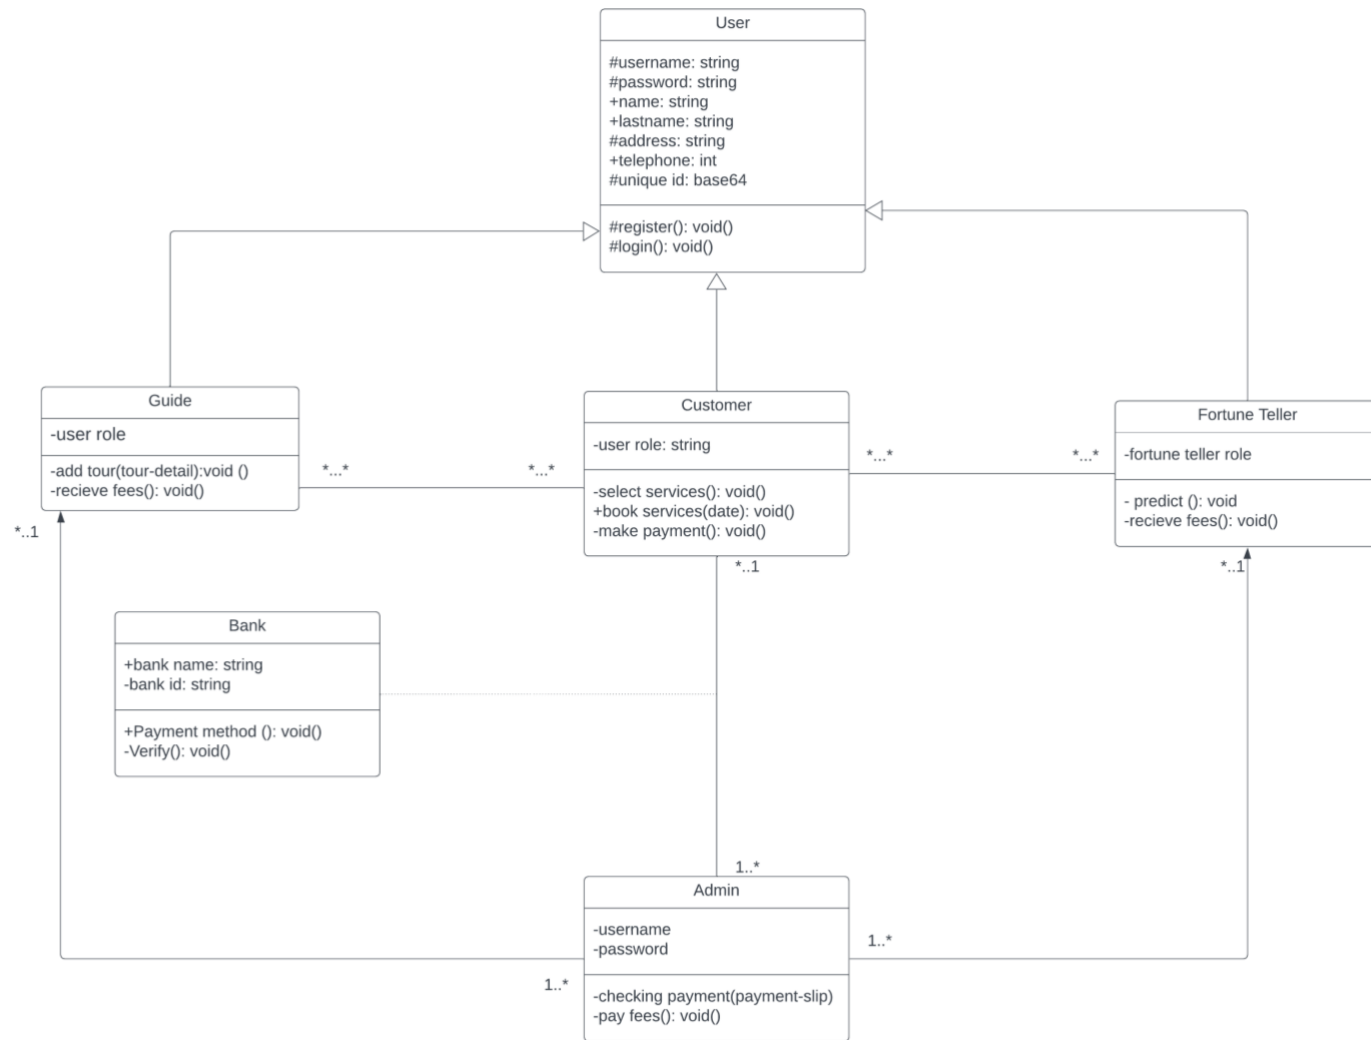 User
#username: string
#password: string
+name: string
+lastname: string
#address: string
+telephone: int
#unique id: base64
#register(): void()
#login(): void()
Guide
-user role
-add tour(tour-detail):void ()
-recieve fees(): void()
*...*
*...*
*..1
Customer
-user role: string
-select services(): void()
+book services(date): void()
-make payment(): void()
*...*
*...*
*..1
Fortune Teller
-fortune teller role
- predict (): void
-recieve fees(): void()
*..1
Bank
+bank name: string
-bank id: string
+Payment method (): void()
-Verify(): void()
1..*
Admin
-username
-password
-checking payment(payment-slip)
-pay fees(): void()
1..*
1..*